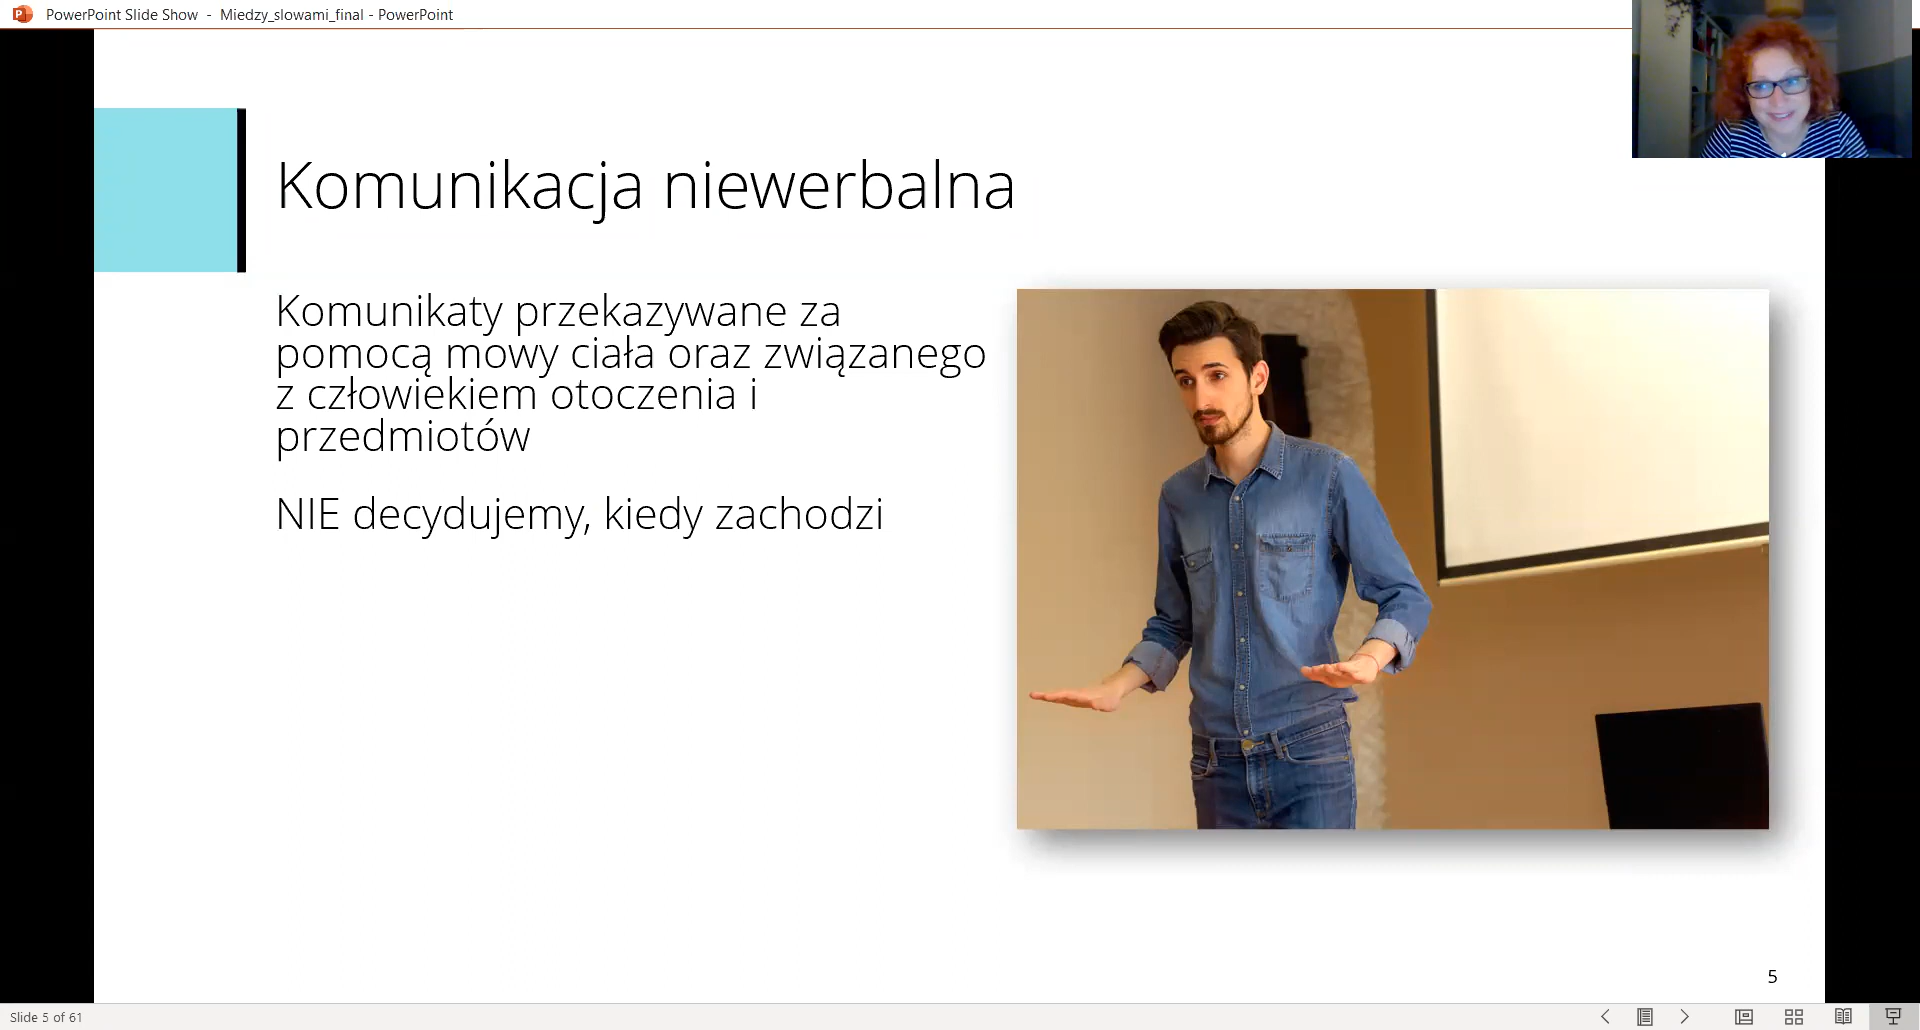 PowerPoint Slide Show - Miedzy_slowami_final - PowerPoint
Komunikacja niewerbalna
Komunikaty przekazywane za
pomocą mowy ciała oraz związanego
z człowiekiem otoczenia i
przedmiotów
NIE decydujemy, kiedy zachodzi
5
Slide 5 of 61